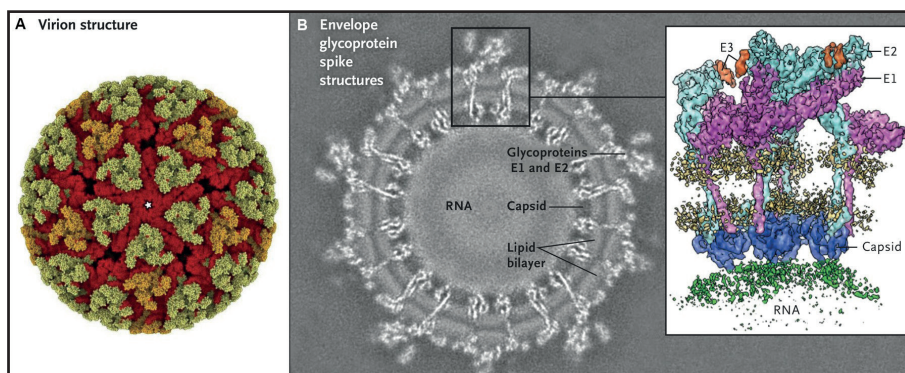 A Virion structure
B Envelope
glycoprotein
spike
structures
E3
E2
E1
Glycoproteins
E1 and E2
RNA
Capsid
Lipid
bilayer
Capsid
RNA